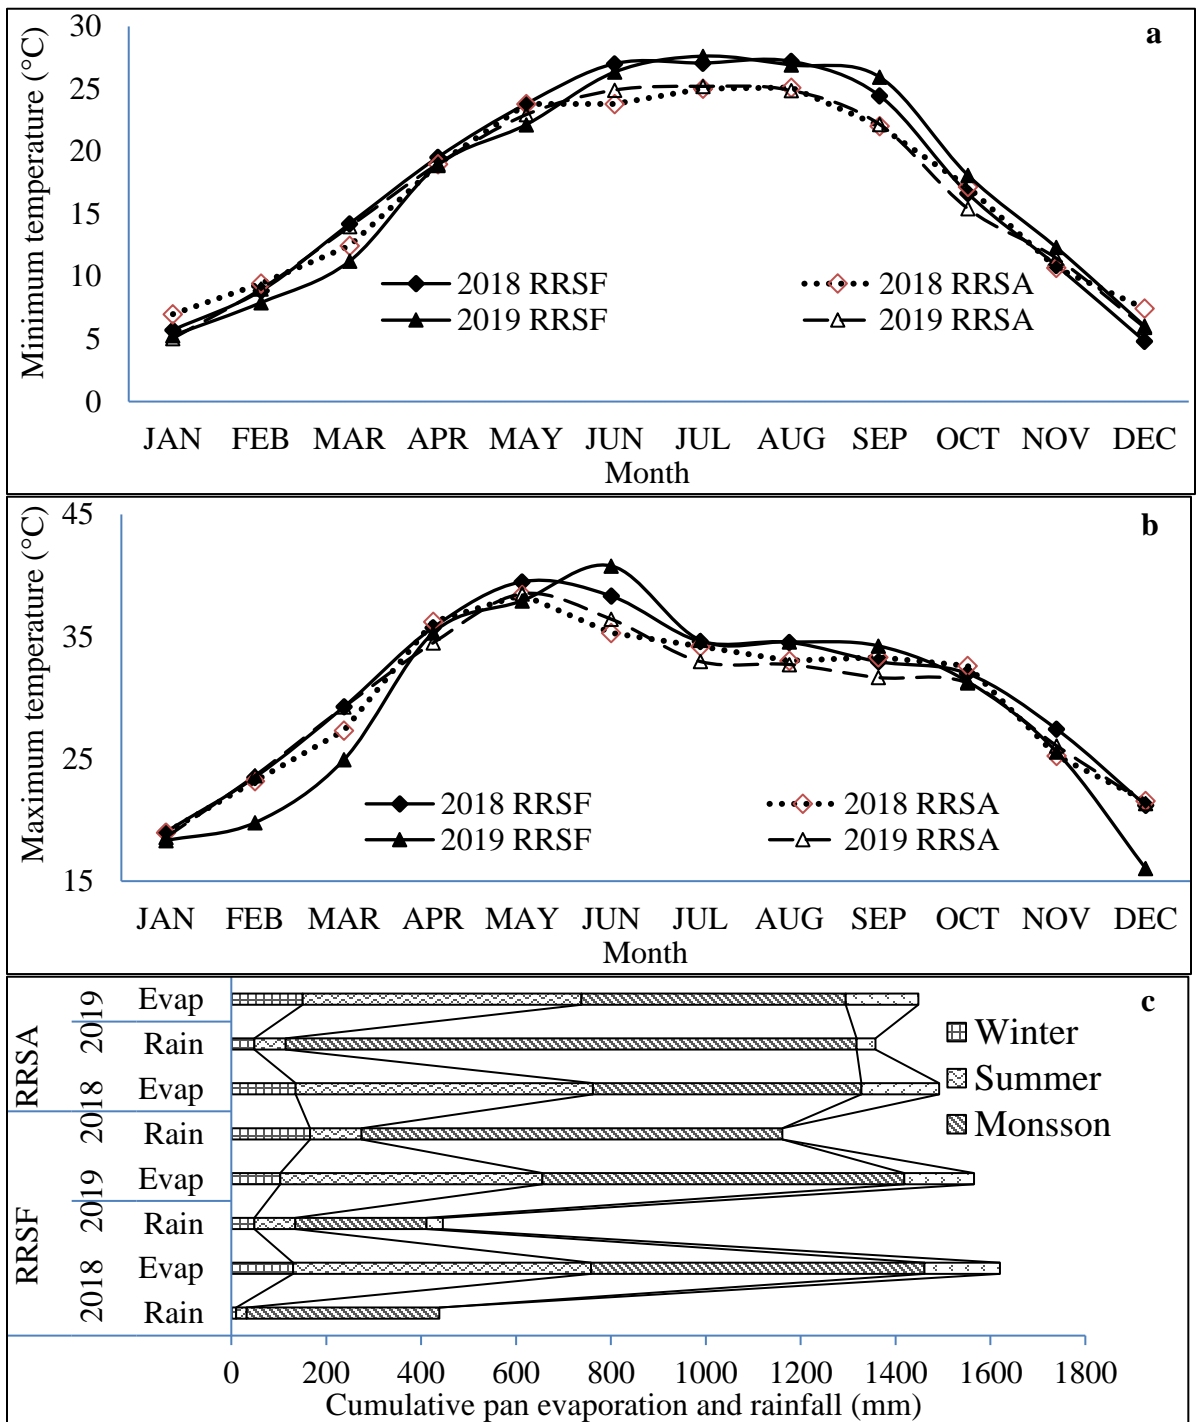 a
Minimum temperature (°C)
30
25
20
15
10
5
0
2018 RRSF
2018 RRSA
2019 RRSF
2019 RRSA
JAN FEB MAR APR MAY JUN JUL AUG SEP OCT NOV DEC
Month
b
Maximum temperature (°C)
45
35
25
15
2018 RRSF
2018 RRSA
2019 RRSF
2019 RRSA
JAN FEB MAR APR MAY JUN JUL AUG SEP OCT NOV DEC
Month
c
RRSA
2019
Evap
Rain
2018
Evap
Rain
RRSF
2019
Evap
Rain
2018
Evap
Rain
Winter
Summer
Monsson
0 200 400 600 800 1000 1200 1400 1600 1800
Cumulative pan evaporation and rainfall (mm)